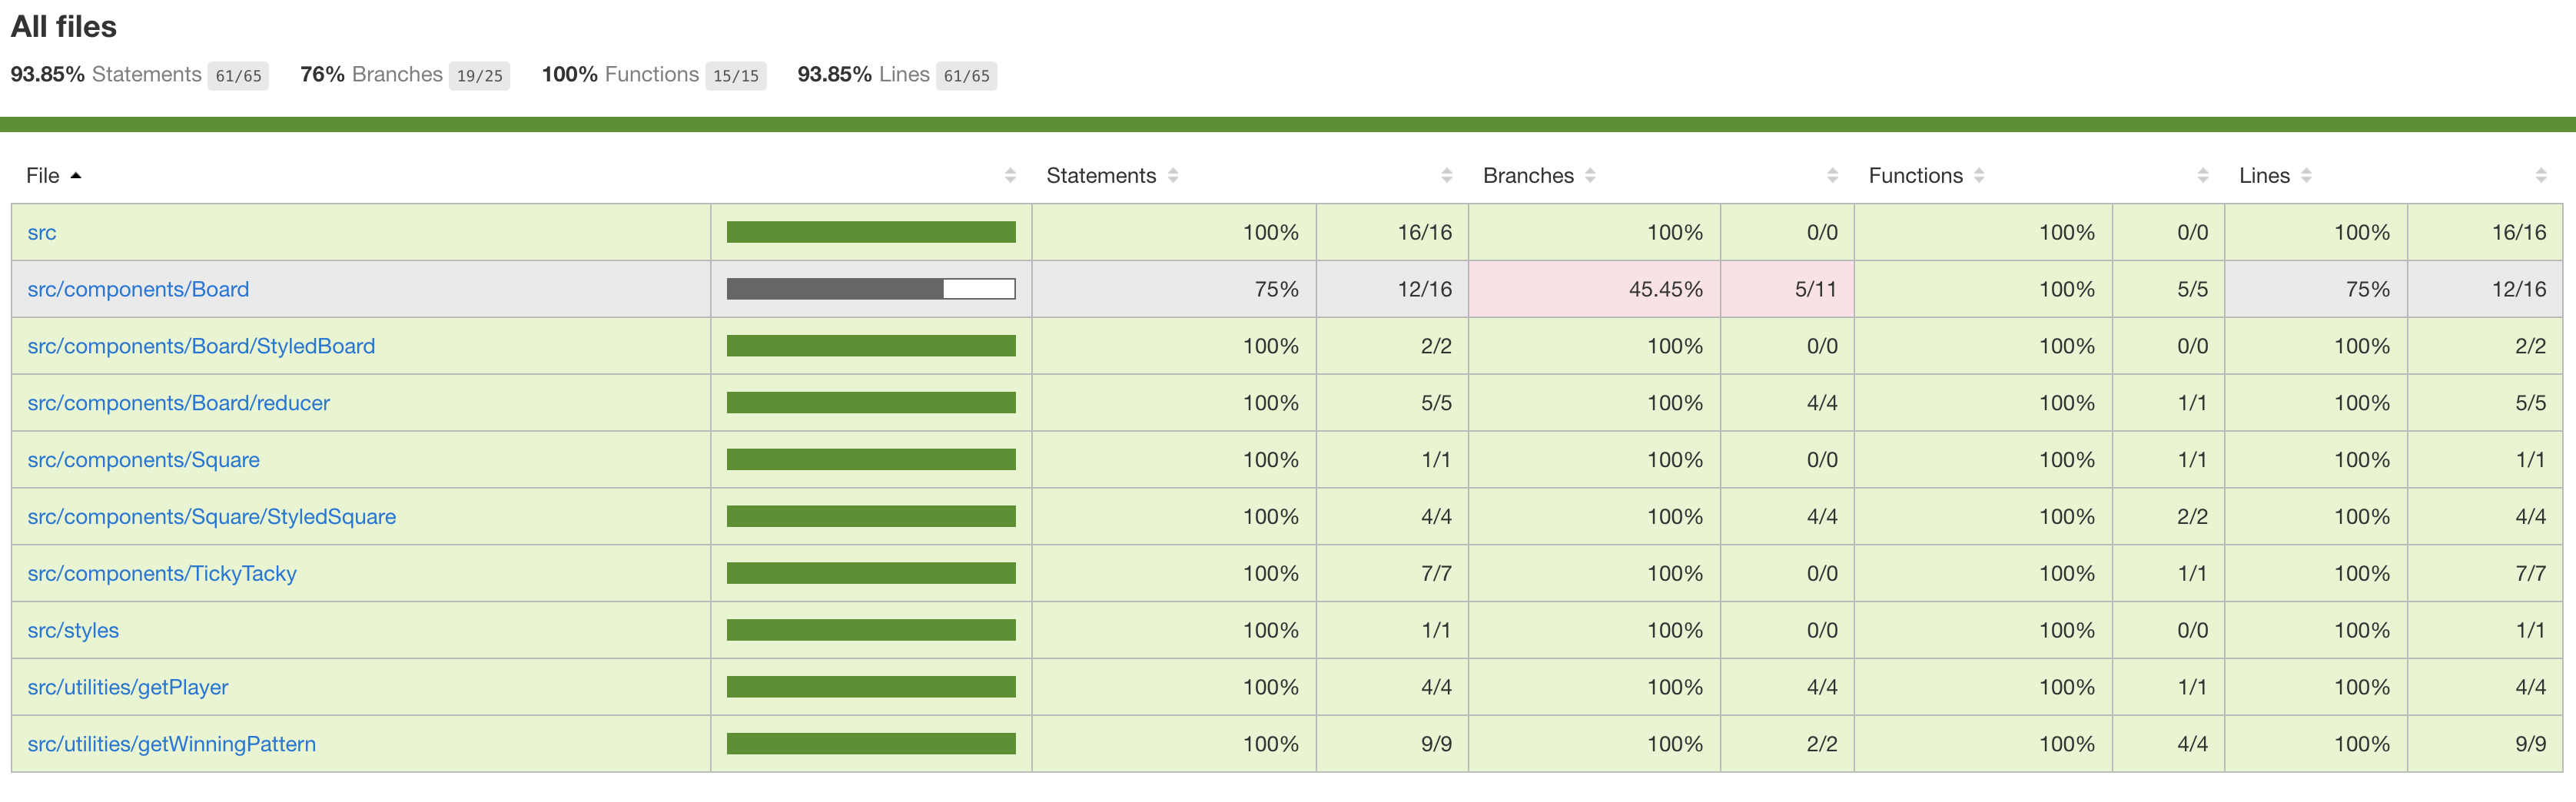 All files
93.85% Statements 61/65 76% Branches 19/25 100% Functions 15/15 93.85% Lines 61/65
File Statements Branches Functions Lines
src 100% 16/16 100% 0/0 100% 0/0 100% 16/16
src/components/Board 75% 12/16 45.45% 5/11 100% 5/5 75% 12/16
src/components/Board/StyledBoard 100% 2/2 100% 0/0 100% 0/0 100% 2/2
src/components/Board/reducer 100% 5/5 100% 4/4 100% 1/1 100% 5/5
src/components/Square 100% 1/1 100% 0/0 100% 1/1 100% 1/1
src/components/Square/StyledSquare 100% 4/4 100% 4/4 100% 2/2 100% 4/4
src/components/TickyTacky 100% 7/7 100% 0/0 100% 1/1 100% 7/7
src/styles 100% 1/1 100% 0/0 100% 0/0 100% 1/1
src/utilities/getPlayer 100% 4/4 100% 4/4 100% 1/1 100% 4/4
src/utilities/getWinningPattern 100% 9/9 100% 2/2 100% 4/4 100% 9/9